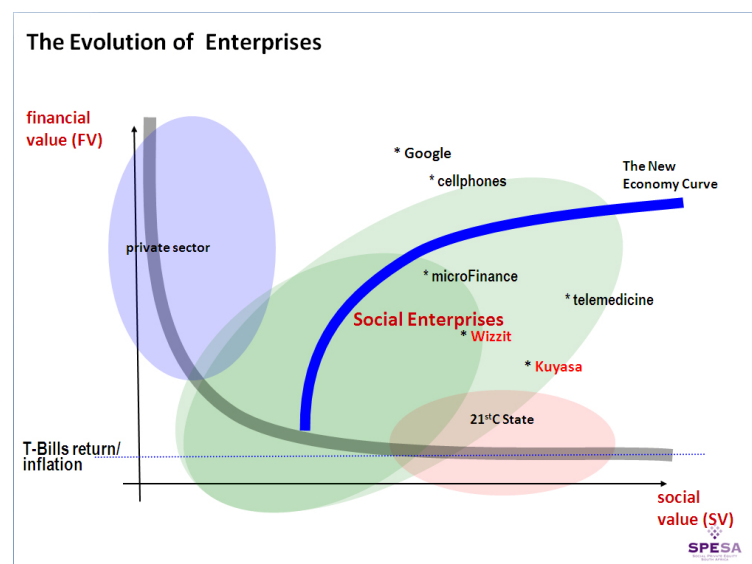 The Evolution of Enterprises
financial
value (FV)
* Google
* cellphones
The New
Economy Curve
private sector
* microFinance
* telemedicine
Social Enterprises
* Wizzit
* Kuyasa
21stC State
T-Bills return/
inflation
social
value (SV)
SPESA